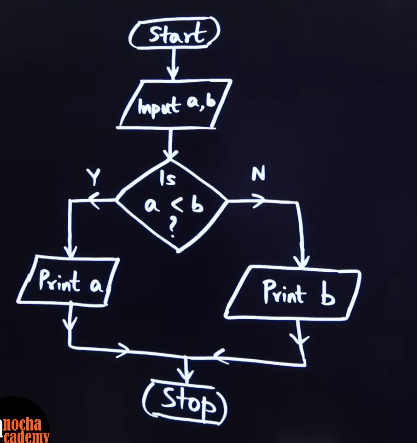 Start
Input a,b
Is
a < b
?
Y
N
Print a
Print b
Stop
nocha
cademy